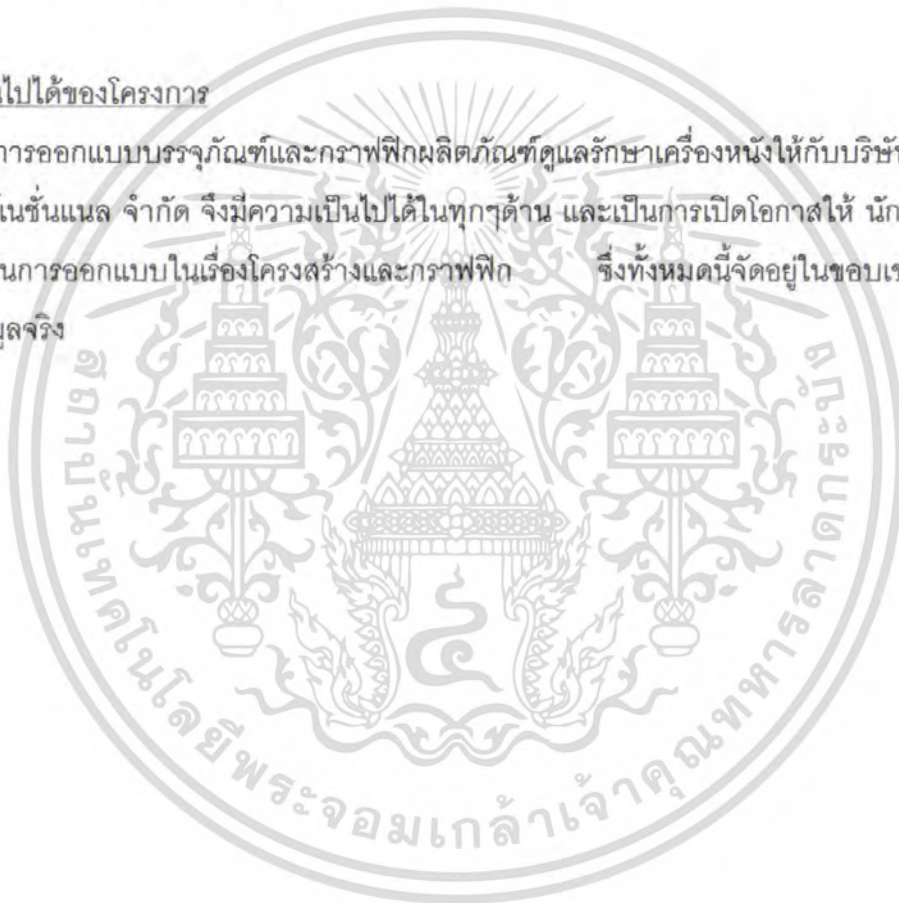 นไปได้ของโครงการ
การออกแบบบรรจุภัณฑ์และกราฟฟิกผลิตภัณฑ์ดูแลรักษาเครื่องหนังให้กับบริษัท
เนชั่นแนล จำกัด จึงมีความเป็นไปได้ในทุกๆด้าน และเป็นการเปิดโอกาสให้ นัก
นการออกแบบในเรื่องโครงสร้างและกราฟฟิก ซึ่งทั้งหมดนี้จัดอยู่ในขอบเข
มูลจริง
สถาบันเทคโนโลยีพระจอมเกล้าเจ้าคุณทหารลาดกระบัง